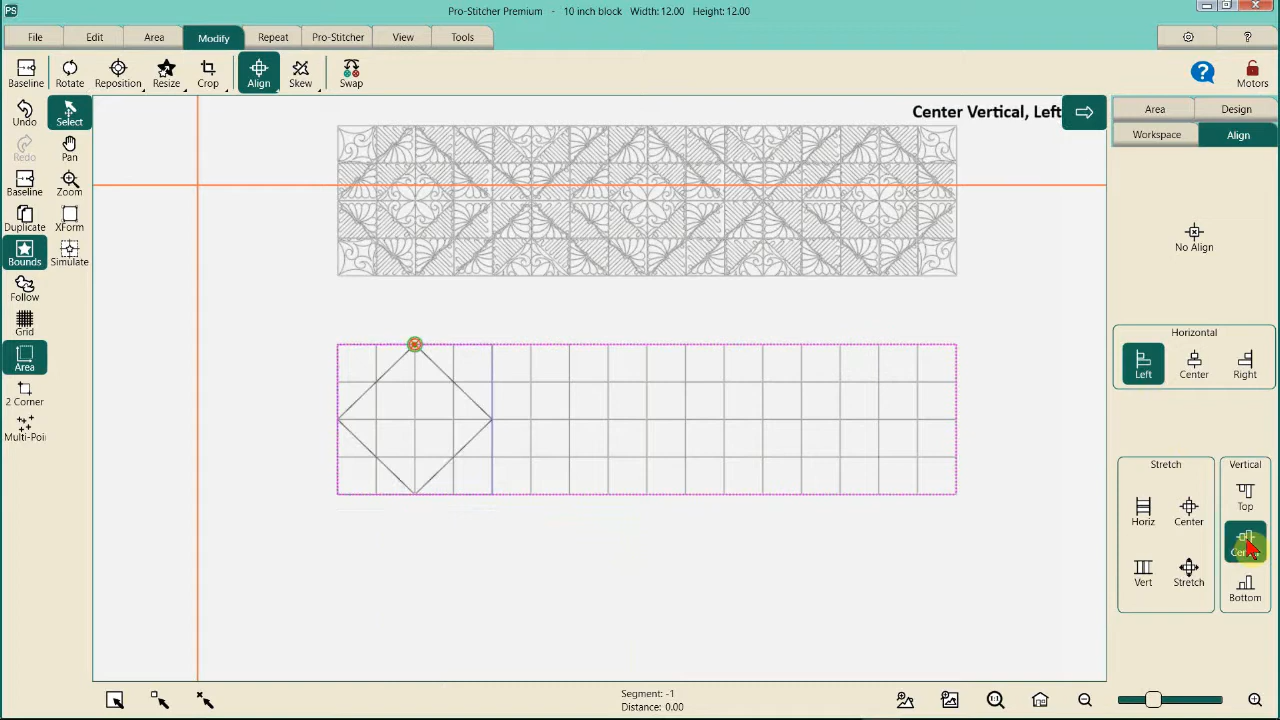 PS Pro-Stitcher Premium - 10 inch block Width: 12.00 Height: 12.00
File Edit Area Modify Repeat Pro-Stitcher View Tools ?
Baseline Rotate Reposition Resize Crop Align Skew Swap ? Motors
Undo Select
Redo Pan
Baseline Zoom
Duplicate XForm
Bounds Simulate
Follow
Grid
Area
2 Corner
Multi-Poi
Center Vertical, Left
Area Design
Workspace Align
No Align
Horizontal
Left Center Right
Stretch Vertical
Top
Horiz Center
Vert Stretch
Bottom
Segment: -1
Distance: 0.00
1:1